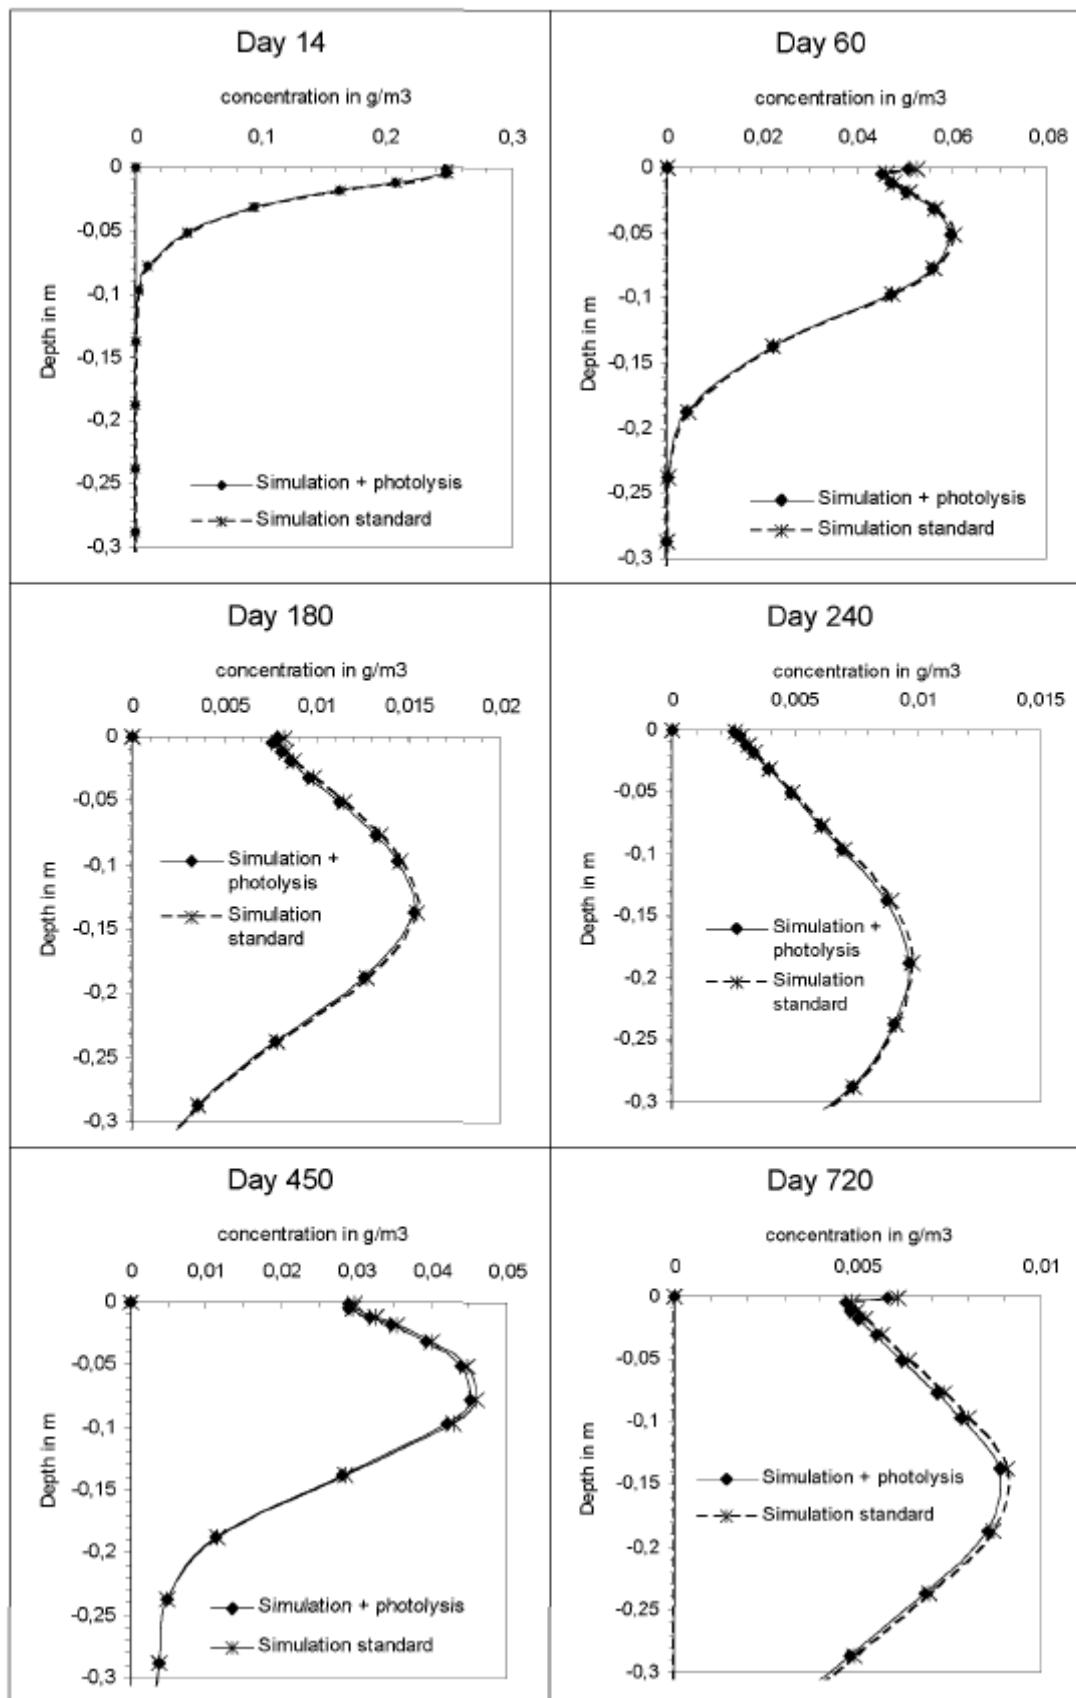 Day 14
concentration in g/m3
0 0,1 0,2 0,3
0
-0,05
-0,1
-0,15
-0,2
-0,25
-0,3
Depth in m
Simulation + photolysis
Simulation standard
Day 60
concentration in g/m3
0 0,02 0,04 0,06 0,08
0
-0,05
-0,1
-0,15
-0,2
-0,25
-0,3
Depth in m
Simulation + photolysis
Simulation standard
Day 180
concentration in g/m3
0 0,005 0,01 0,015 0,02
0
-0,05
-0,1
-0,15
-0,2
-0,25
-0,3
Depth in m
Simulation +
photolysis
Simulation
standard
Day 240
concentration in g/m3
0 0,005 0,01 0,015
0
-0,05
-0,1
-0,15
-0,2
-0,25
-0,3
Depth in m
Simulation +
photolysis
Simulation
standard
Day 450
concentration in g/m3
0 0,01 0,02 0,03 0,04 0,05
0
-0,05
-0,1
-0,15
-0,2
-0,25
-0,3
Depth in m
Simulation + photolysis
Simulation standard
Day 720
concentration in g/m3
0 0,005 0,01
0
-0,05
-0,1
-0,15
-0,2
-0,25
-0,3
Depth in m
Simulation + photolysis
Simulation standard